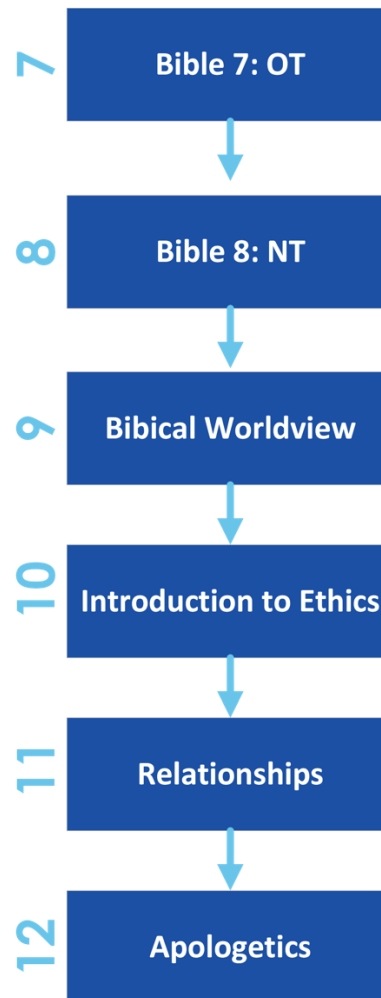 7
Bible 7: OT
8
Bible 8: NT
9
Bibical Worldview
10
Introduction to Ethics
11
Relationships
12
Apologetics